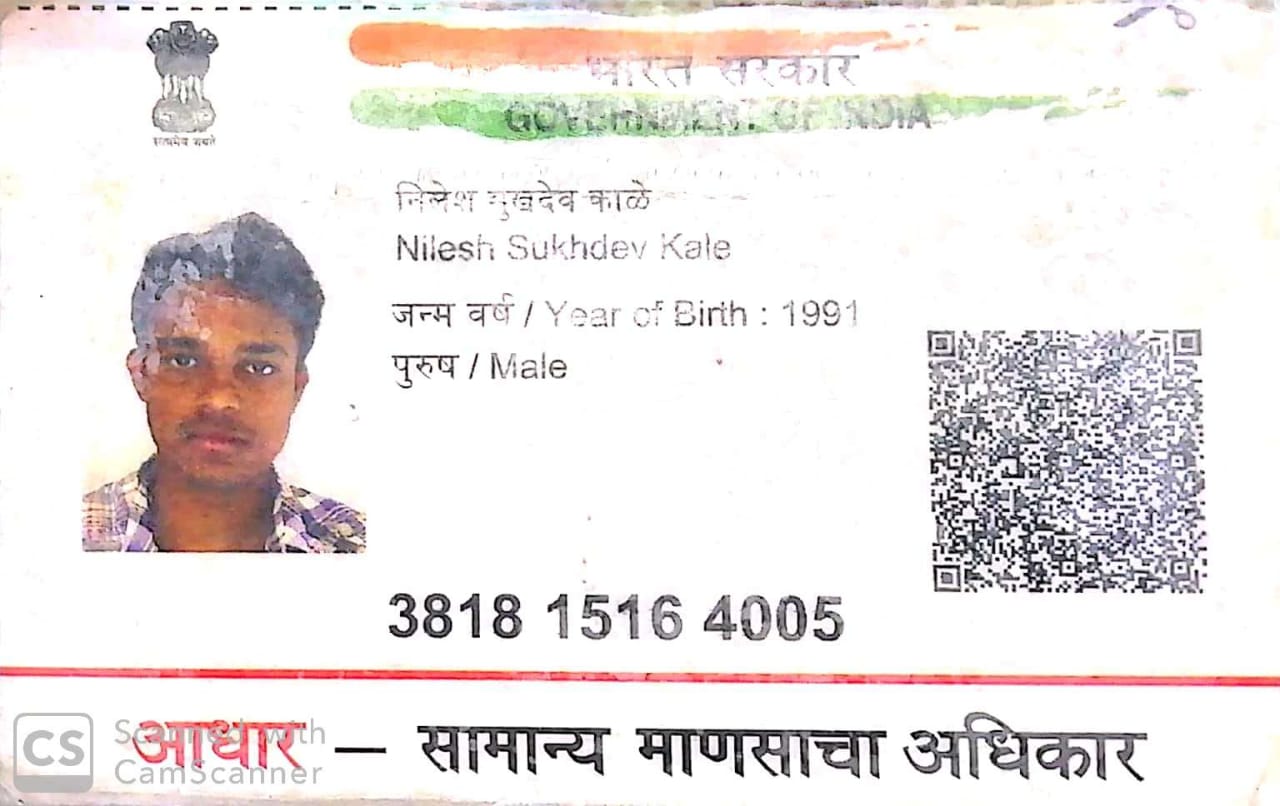 भारत सरकार
GOVERNMENT OF INDIA
सत्यमेव जयते
निलेश सुखदेव काळे
Nilesh Sukhdev Kale
जन्म वर्ष / Year of Birth : 1991
पुरुष / Male
3818 1516 4005
आधार — सामान्य माणसाचा अधिकार
CS Scanned with
CamScanner